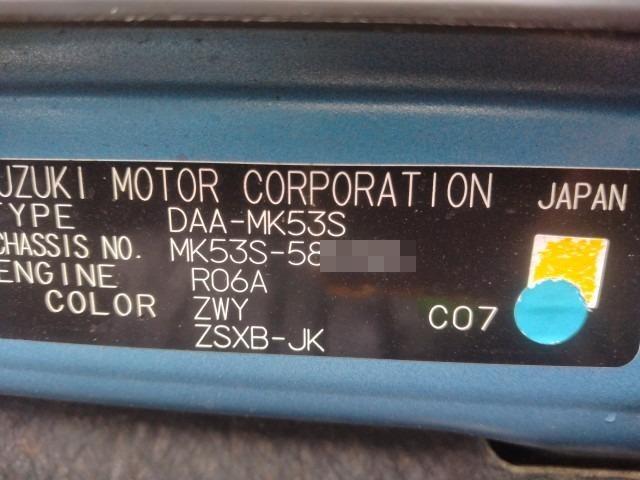 UZUKI MOTOR CORPORATION JAPAN
TYPE DAA-MK53S
CHASSIS NO. MK53S-58
ENGINE R06A
COLOR ZWY C07
ZSXB-JK